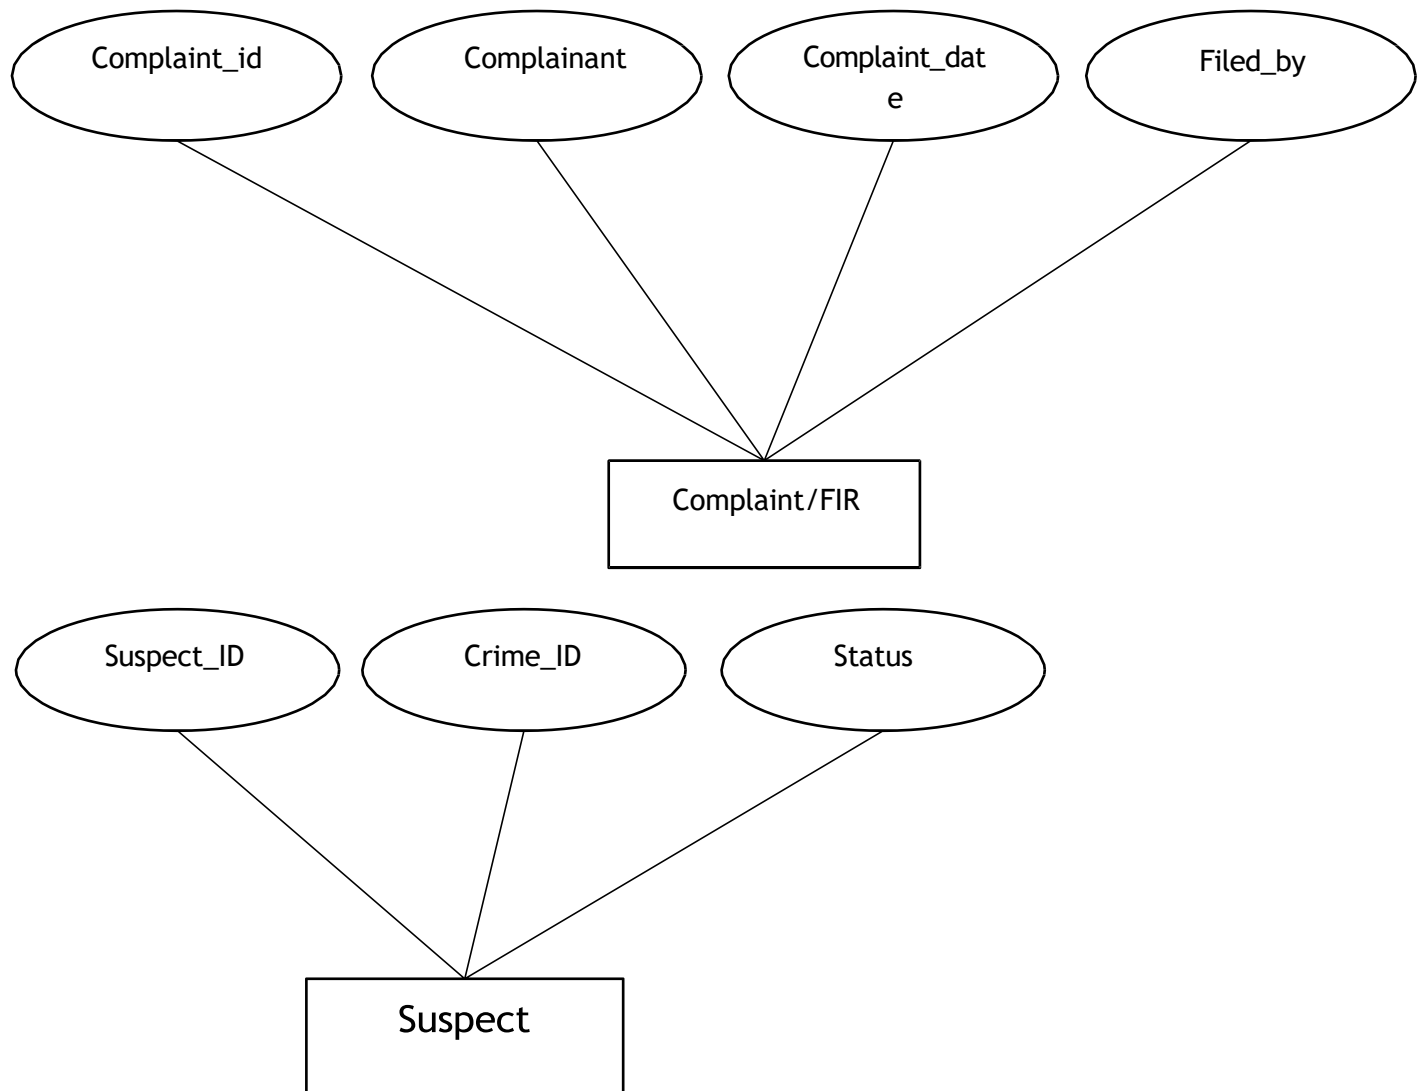 Complaint_id
Complainant
Complaint_dat
e
Filed_by
Complaint/FIR
Suspect_ID
Crime_ID
Status
Suspect